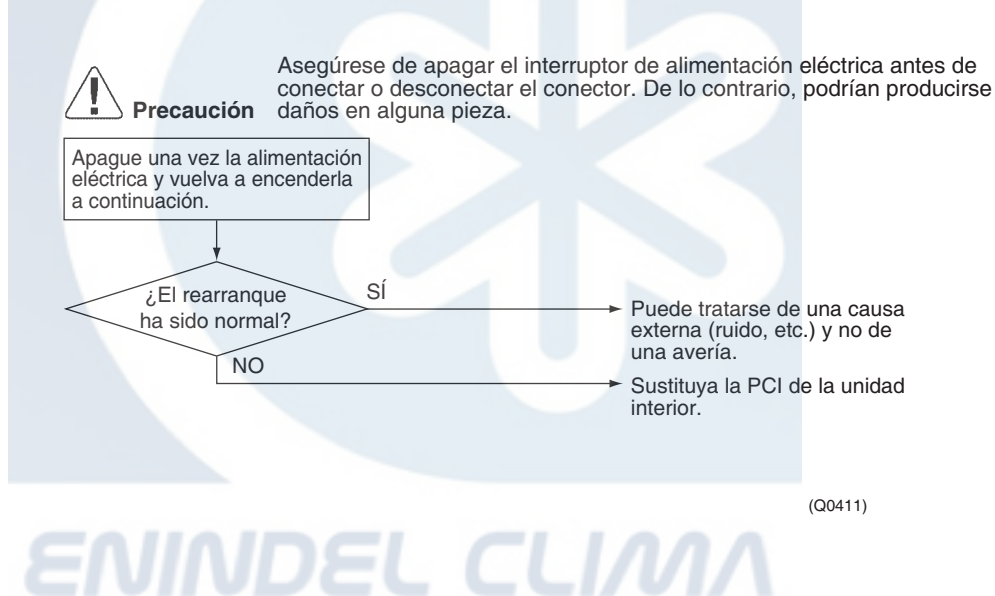 Asegúrese de apagar el interruptor de alimentación eléctrica antes de
conectar o desconectar el conector. De lo contrario, podrían producirse
Precaución daños en alguna pieza.
Apague una vez la alimentación
eléctrica y vuelva a encenderla
a continuación.
¿El rearranque
ha sido normal?
SÍ
Puede tratarse de una causa
externa (ruido, etc.) y no de
una avería.
NO
Sustituya la PCI de la unidad
interior.
(Q0411)
ENINDEL CLIMA